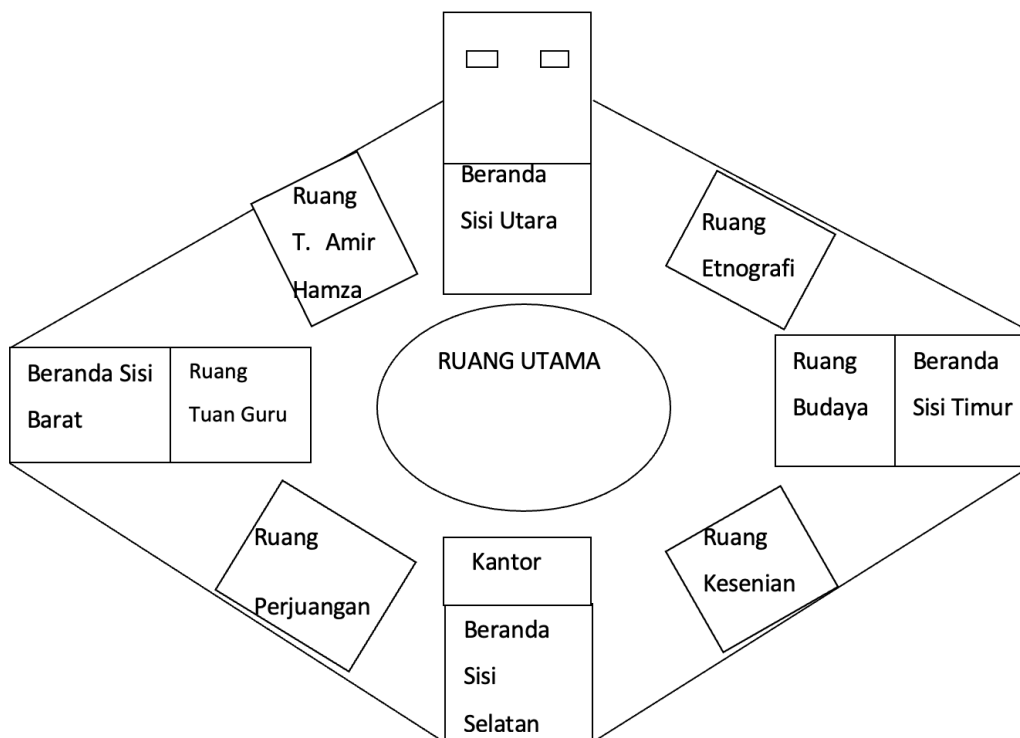 Beranda
Sisi Utara
Ruang
T. Amir
Hamza
Ruang
Etnografi
Beranda Sisi
Barat
Ruang
Tuan Guru
RUANG UTAMA
Ruang
Budaya
Beranda
Sisi Timur
Ruang
Perjuangan
Kantor
Beranda
Sisi
Selatan
Ruang
Kesenian